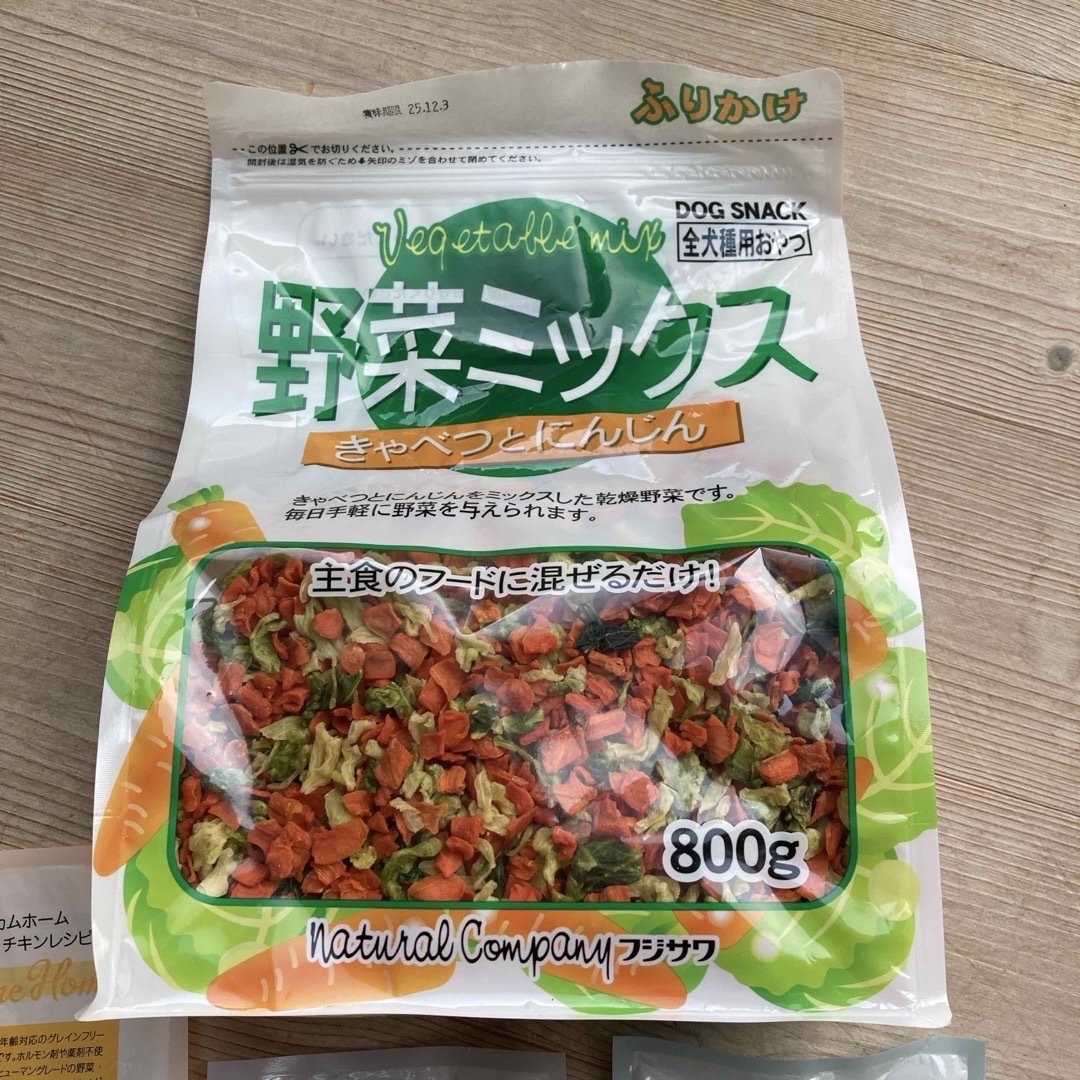 賞味期限 25.12.3
ふりかけ
この位置✂でお切りください。
開封後は湿気を防ぐため⬇矢印のミゾを合わせて閉めてください。
Vegetable mix
DOG SNACK
全犬種用おやつ
野菜ミックス
きゃべつとにんじん
きゃべつとにんじんをミックスした乾燥野菜です。
毎日手軽に野菜を与えられます。
主食のフードに混ぜるだけ!
800g
Natural Company フジサワ
カムホーム
チキンレシピ
Hom
年齢対応のグレインフリー
です。ホルモン剤や薬剤不使
ヒューマングレードの野菜・